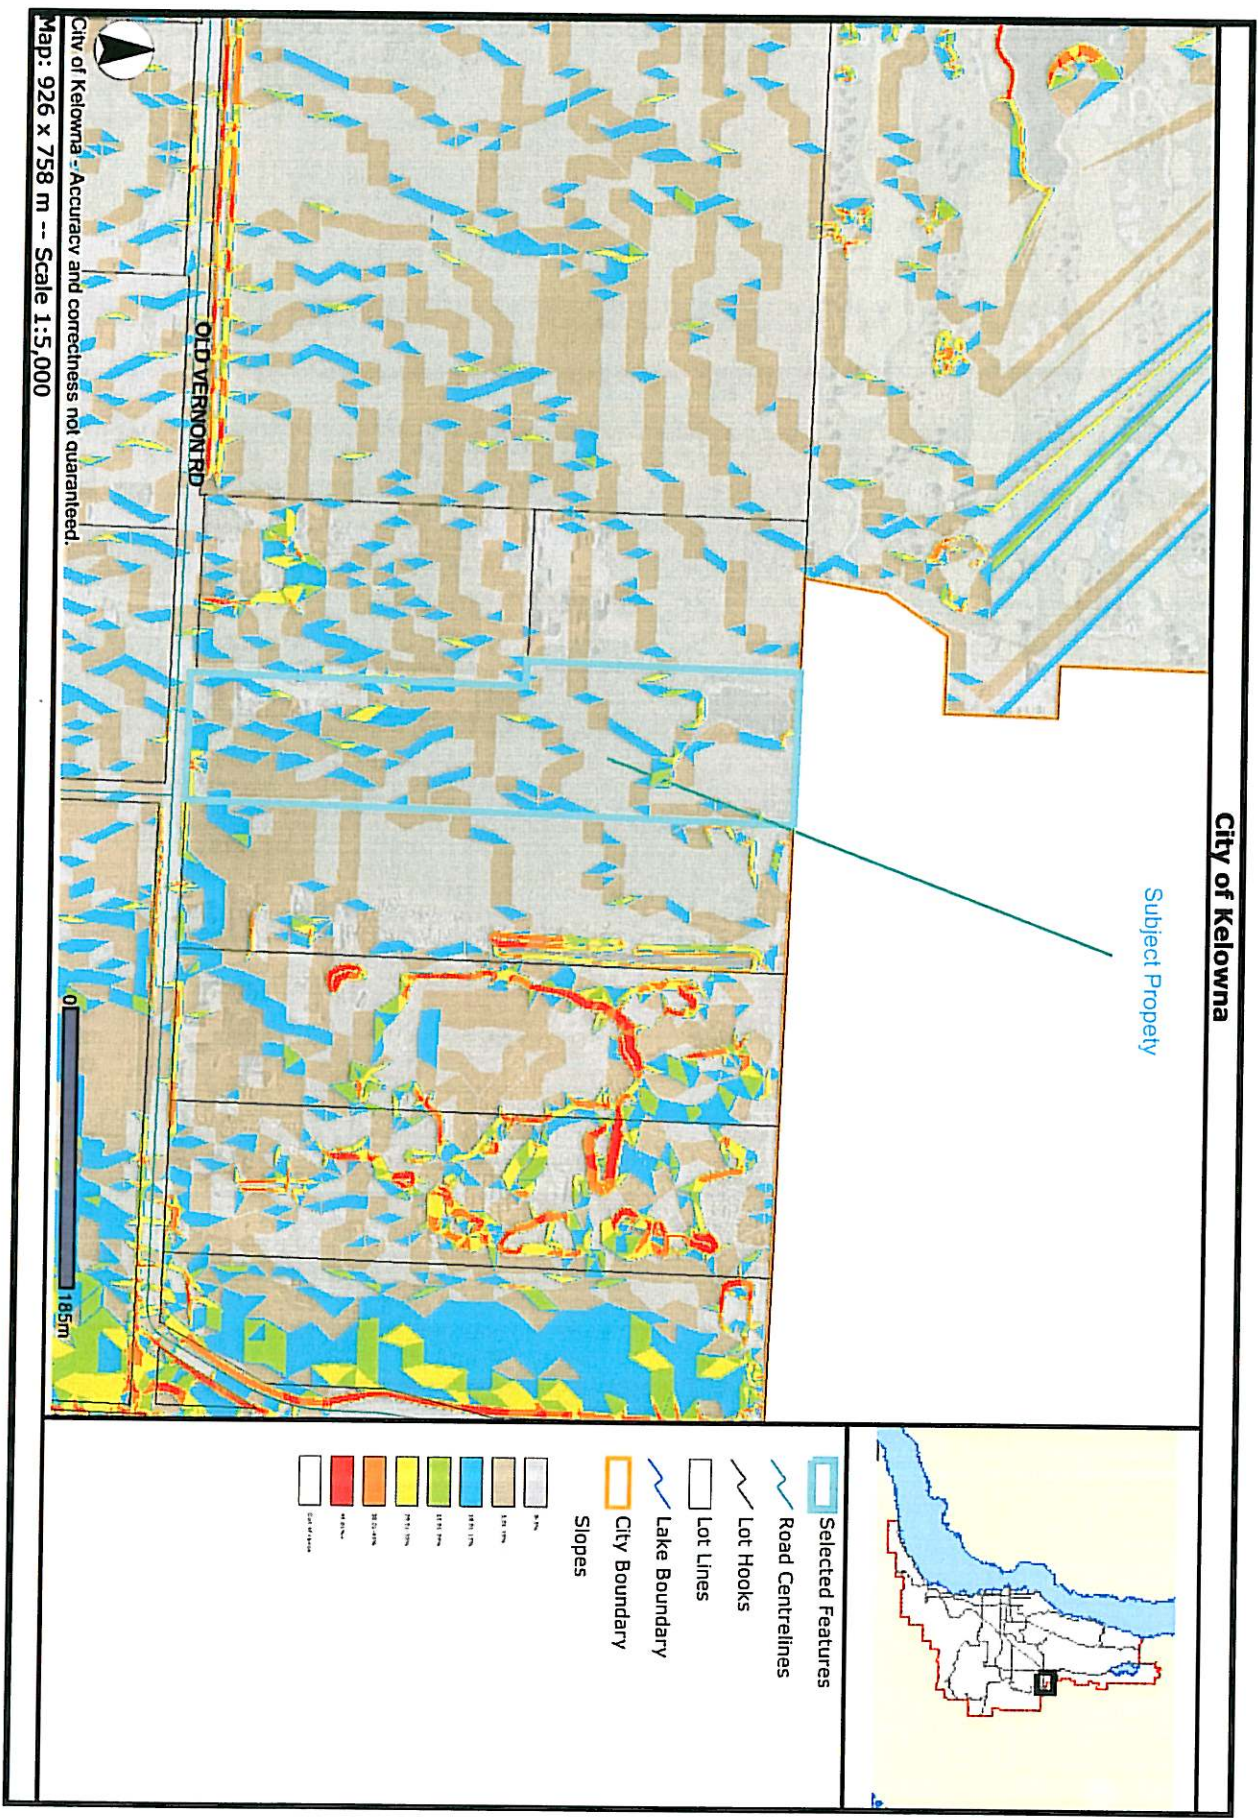 City of Kelowna
Subject Propety
OLD VERNON RD
0
185m
Selected Features
Road Centrelines
Lot Hooks
Lot Lines
Lake Boundary
City Boundary
Slopes
City of Kelowna - Accuracy and correctness not guaranteed.
Map: 926 x 758 m -- Scale 1:5,000